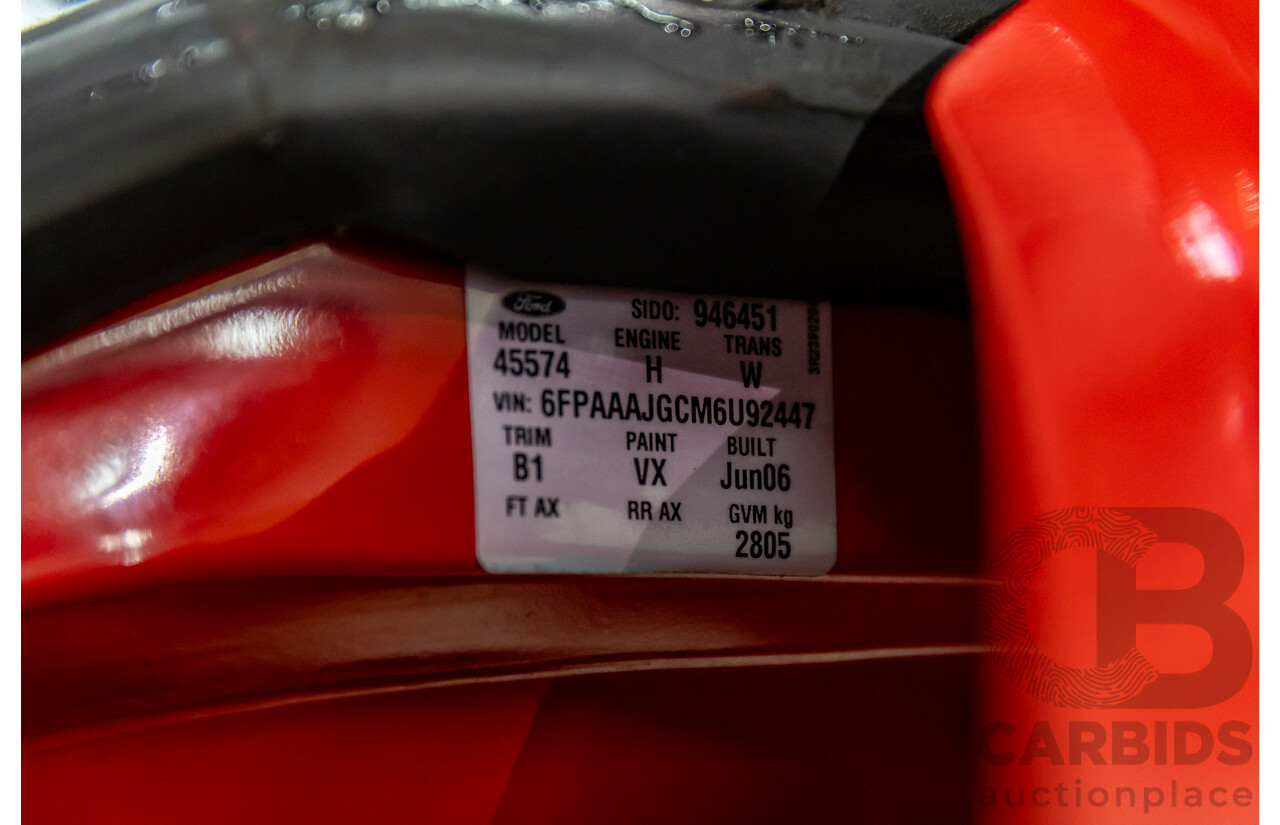 Ford SIDO: 946451
MODEL ENGINE TRANS
45574 H W
VIN: 6FPAAAJGCM6U92447
TRIM PAINT BUILT
B1 VX Jun06
FT AX RR AX GVM kg
2805
CB
CARBIDS
auctionplace